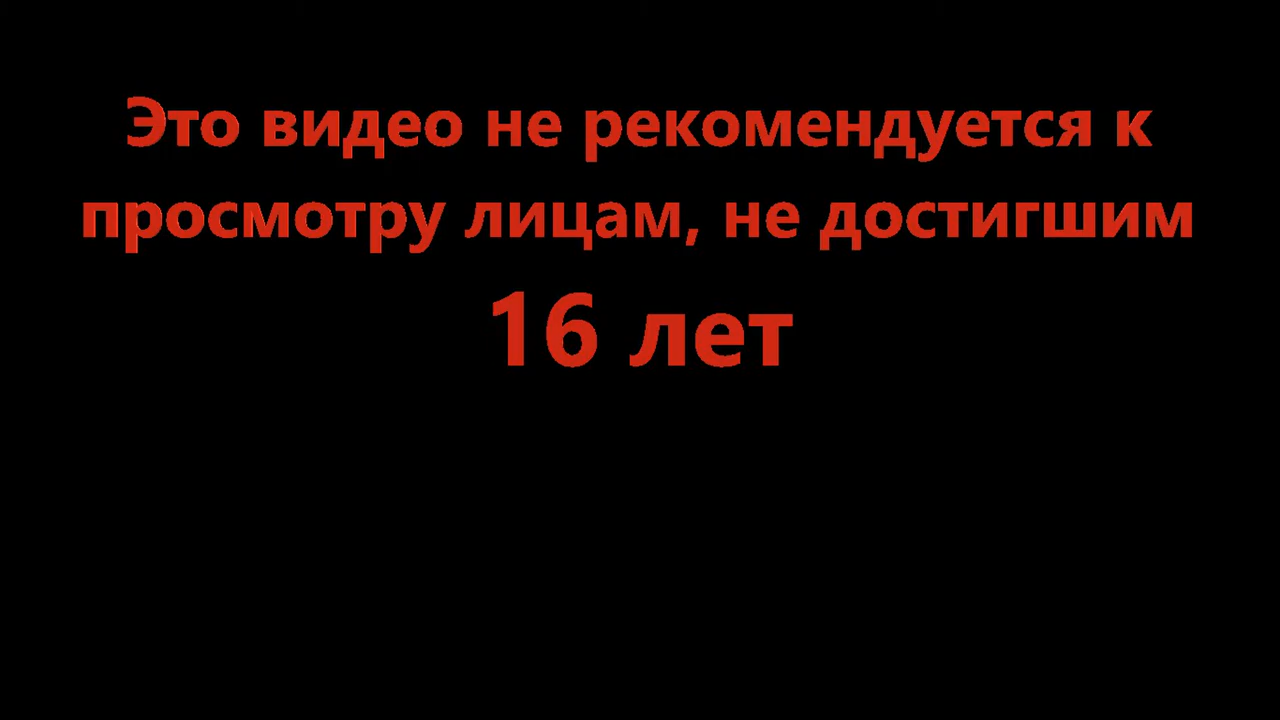 Это видео не рекомендуется к
просмотру лицам, не достигшим
16 лет